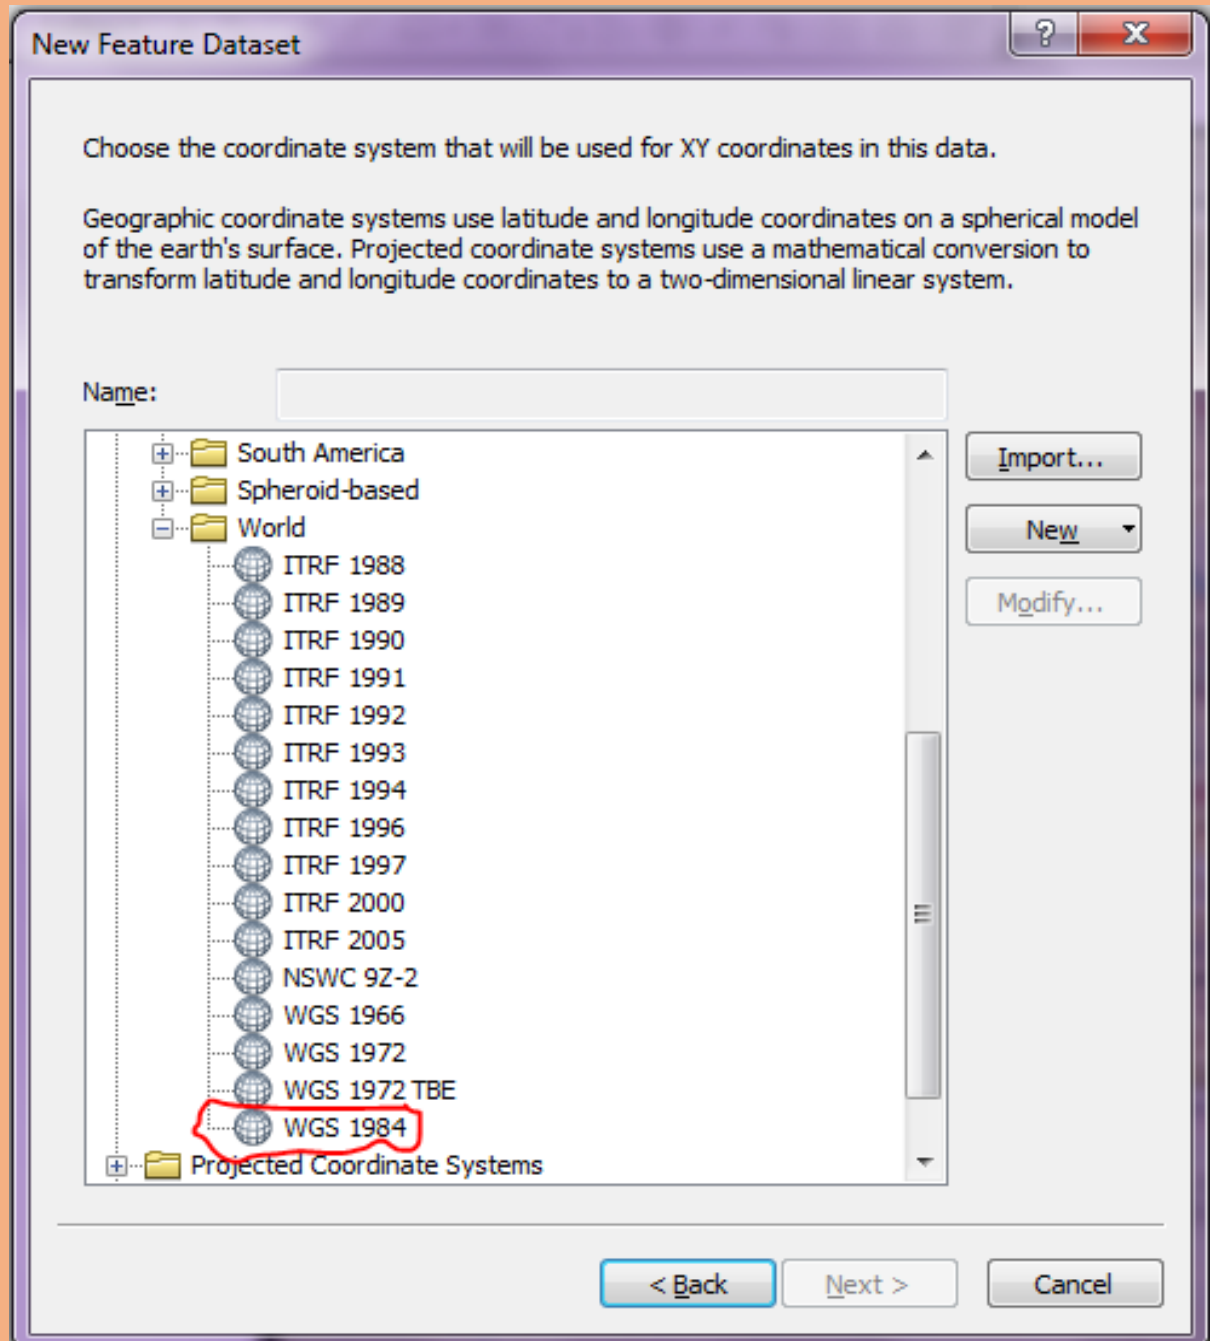 New Feature Dataset
Choose the coordinate system that will be used for XY coordinates in this data.
Geographic coordinate systems use latitude and longitude coordinates on a spherical model
of the earth's surface. Projected coordinate systems use a mathematical conversion to
transform latitude and longitude coordinates to a two-dimensional linear system.
Name:
South America
Spheroid-based
World
ITRF 1988
ITRF 1989
ITRF 1990
ITRF 1991
ITRF 1992
ITRF 1993
ITRF 1994
ITRF 1996
ITRF 1997
ITRF 2000
ITRF 2005
NSWC 9Z-2
WGS 1966
WGS 1972
WGS 1972 TBE
WGS 1984
Projected Coordinate Systems
Import...
New
Modify...
< Back
Next >
Cancel